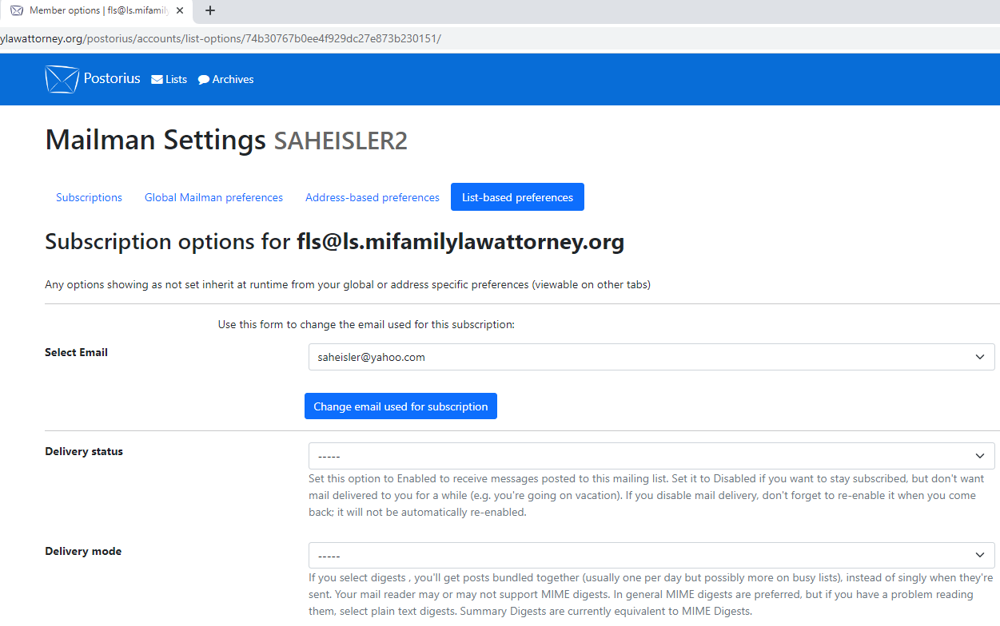 Member options | fls@ls.mifamily
ylawattorney.org/postorius/accounts/list-options/74b30767b0ee4f929dc27e873b230151/
Postorius Lists Archives
Mailman Settings SAHEISLER2
Subscriptions Global Mailman preferences Address-based preferences List-based preferences
Subscription options for fls@ls.mifamilylawattorney.org
Any options showing as not set inherit at runtime from your global or address specific preferences (viewable on other tabs)
Use this form to change the email used for this subscription:
Select Email saheisler@yahoo.com
Change email used for subscription
Delivery status -----
Set this option to Enabled to receive messages posted to this mailing list. Set it to Disabled if you want to stay subscribed, but don't want
mail delivered to you for a while (e.g. you're going on vacation). If you disable mail delivery, don't forget to re-enable it when you come
back; it will not be automatically re-enabled.
Delivery mode -----
If you select digests , you'll get posts bundled together (usually one per day but possibly more on busy lists), instead of singly when they're
sent. Your mail reader may or may not support MIME digests. In general MIME digests are preferred, but if you have a problem reading
them, select plain text digests. Summary Digests are currently equivalent to MIME Digests.